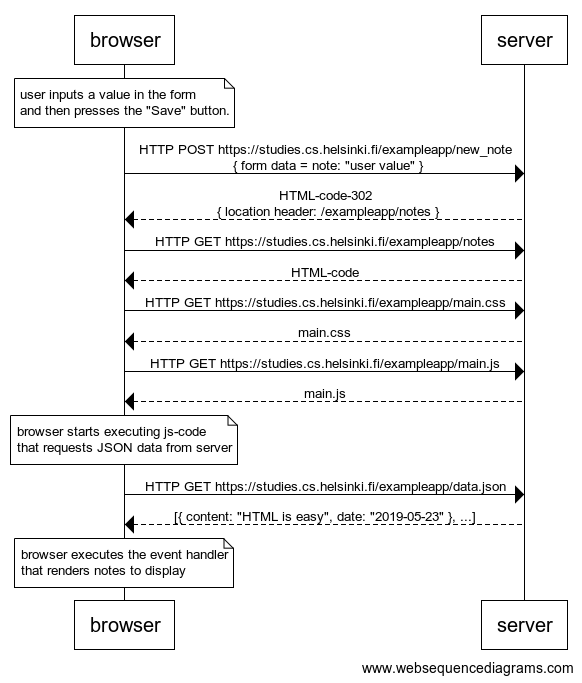 browser
server
user inputs a value in the form
and then presses the "Save" button.
HTTP POST https://studies.cs.helsinki.fi/exampleapp/new_note
{ form data = note: "user value" }
HTML-code-302
{ location header: /exampleapp/notes }
HTTP GET https://studies.cs.helsinki.fi/exampleapp/notes
HTML-code
HTTP GET https://studies.cs.helsinki.fi/exampleapp/main.css
main.css
HTTP GET https://studies.cs.helsinki.fi/exampleapp/main.js
main.js
browser starts executing js-code
that requests JSON data from server
HTTP GET https://studies.cs.helsinki.fi/exampleapp/data.json
[{ content: "HTML is easy", date: "2019-05-23" }, ...]
browser executes the event handler
that renders notes to display
browser
server
www.websequencediagrams.com